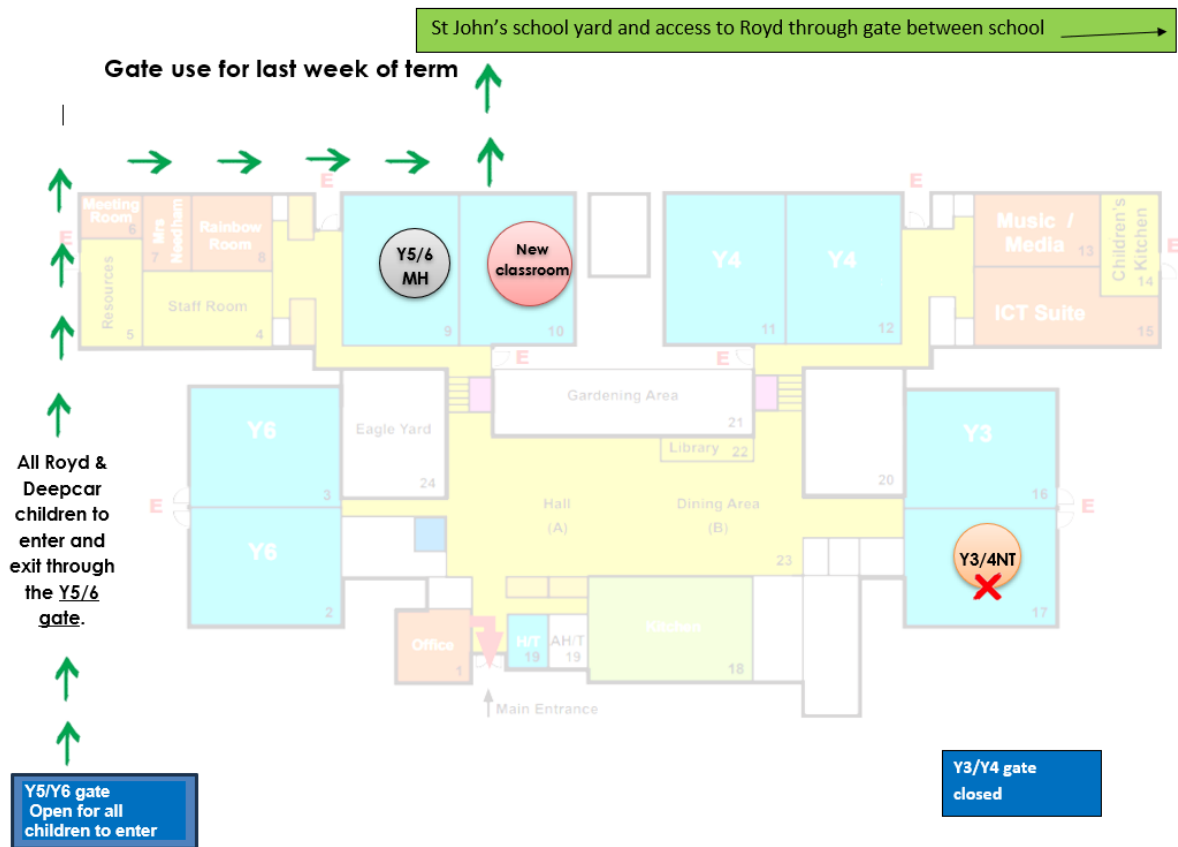 St John's school yard and access to Royd through gate between school
Gate use for last week of term
E
E
Meeting
Room
6
Mrs
Needham
7
Rainbow
Room
8
Y5/6
MH
9
New
classroom
10
Y4
11
Y4
12
Music /
Media
13
Children's
Kitchen
14
E
E
Resources
5
Staff Room
4
ICT Suite
15
E
E
Gardening Area
21
Y6
3
Eagle Yard
24
Library 22
20
Y3
16
All Royd &
Deepcar
children to
enter and
exit through
the Y5/6
gate.
E
Y6
2
Hall
(A)
Dining Area
(B)
23
E
Y3/4NT
17
Office
1
H/T
19
AH/T
19
Kitchen
18
Main Entrance
Y5/Y6 gate
Open for all
children to enter
Y3/Y4 gate
closed